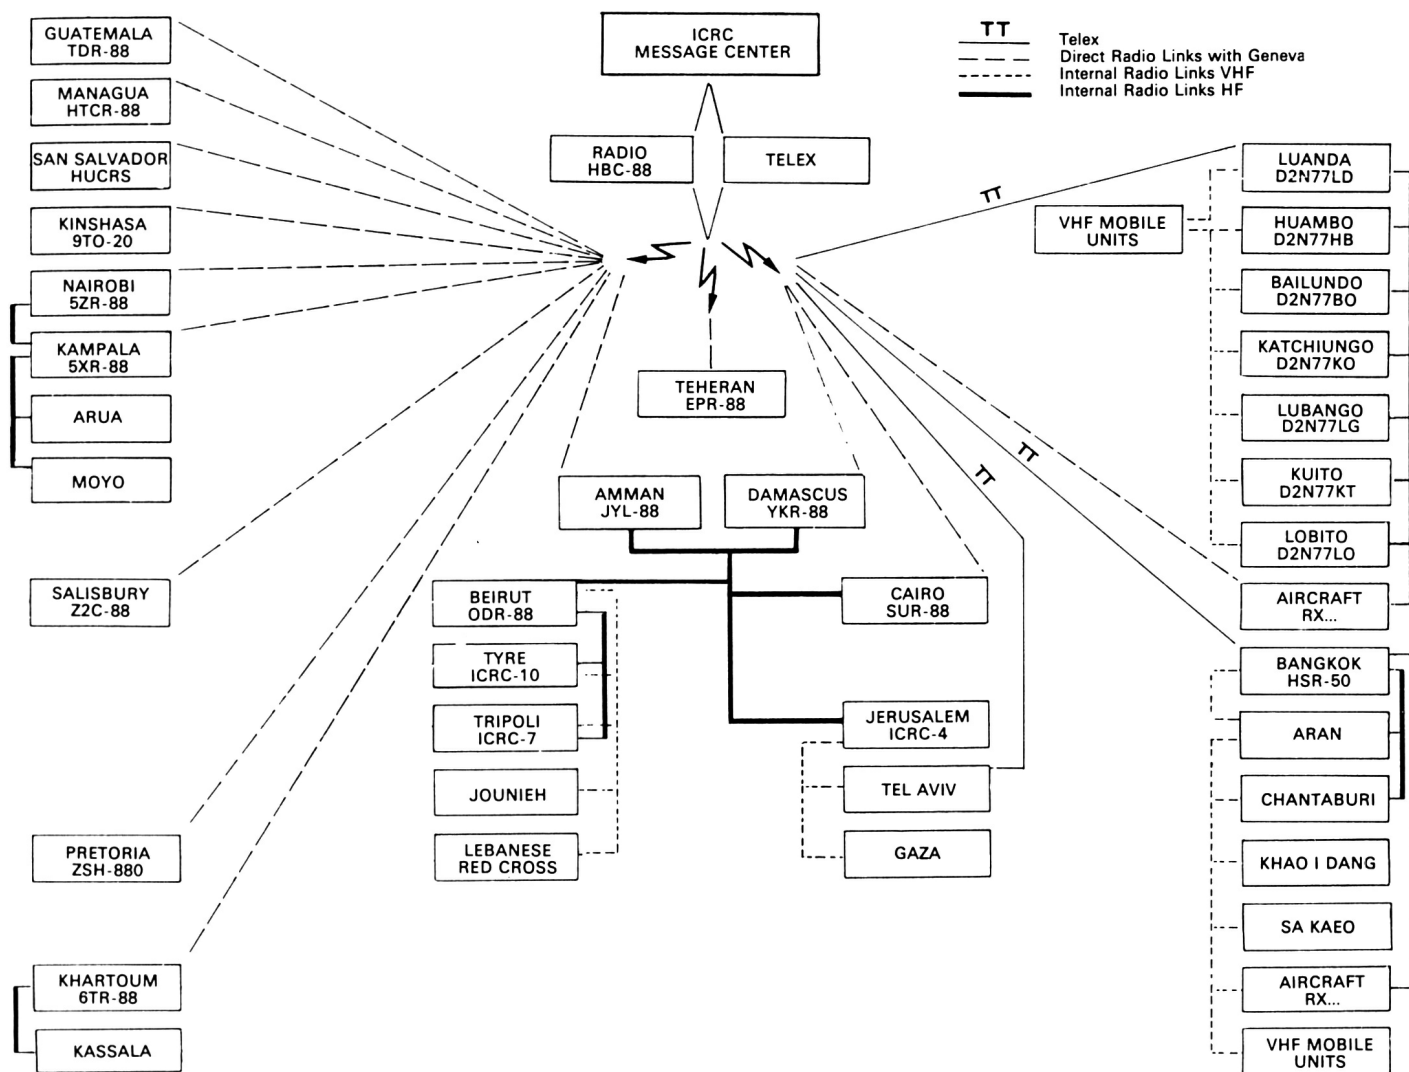 ICRC
MESSAGE CENTER
RADIO
HBC-88
TELEX
TT
Telex
Direct Radio Links with Geneva
Internal Radio Links VHF
Internal Radio Links HF
GUATEMALA
TDR-88
MANAGUA
HTCR-88
SAN SALVADOR
HUCRS
KINSHASA
9TO-20
NAIROBI
5ZR-88
KAMPALA
5XR-88
ARUA
MOYO
SALISBURY
Z2C-88
PRETORIA
ZSH-880
KHARTOUM
6TR-88
KASSALA
TEHERAN
EPR-88
AMMAN
JYL-88
DAMASCUS
YKR-88
BEIRUT
ODR-88
TYRE
ICRC-10
TRIPOLI
ICRC-7
JOUNIEH
LEBANESE
RED CROSS
CAIRO
SUR-88
JERUSALEM
ICRC-4
TEL AVIV
GAZA
TT
TT
TT
VHF MOBILE
UNITS
LUANDA
D2N77LD
HUAMBO
D2N77HB
BAILUNDO
D2N77BO
KATCHIUNGO
D2N77KO
LUBANGO
D2N77LG
KUITO
D2N77KT
LOBITO
D2N77LO
AIRCRAFT
RX...
BANGKOK
HSR-50
ARAN
CHANTABURI
KHAO I DANG
SA KAEO
AIRCRAFT
RX...
VHF MOBILE
UNITS